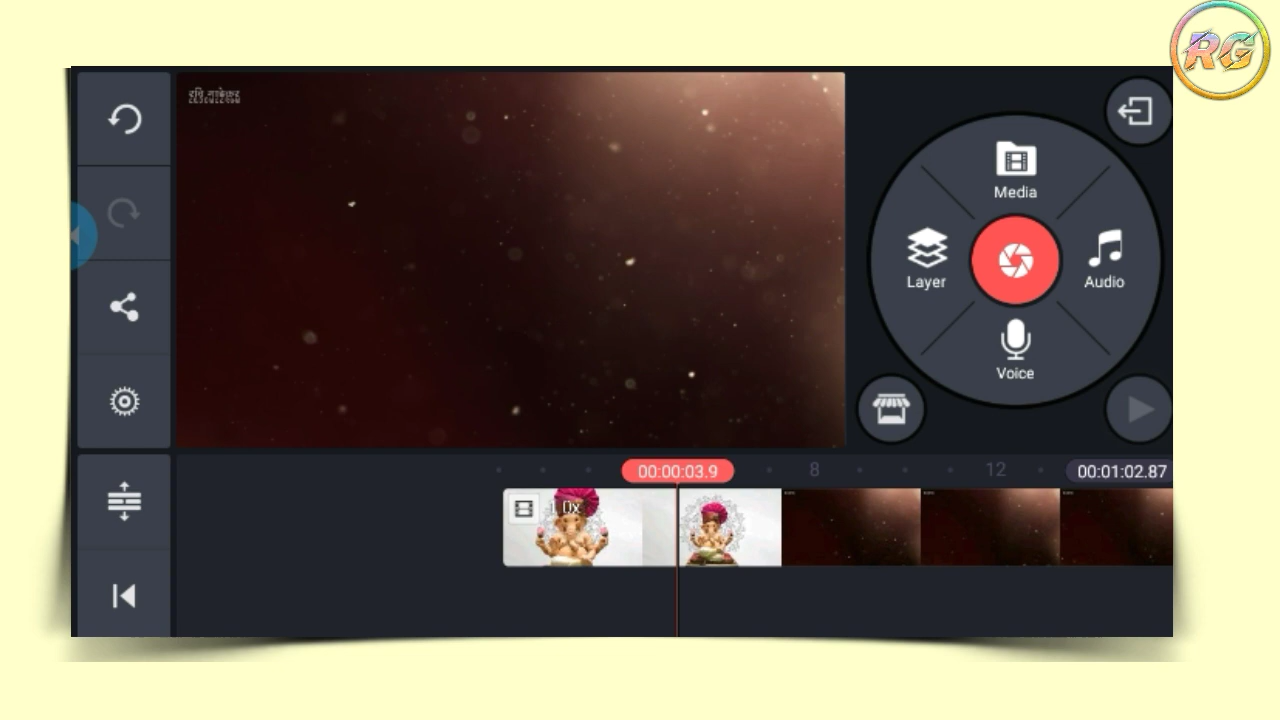 RG
Media
Layer
Audio
Voice
00:00:03.9
8
12
00:01:02.87
1.0x